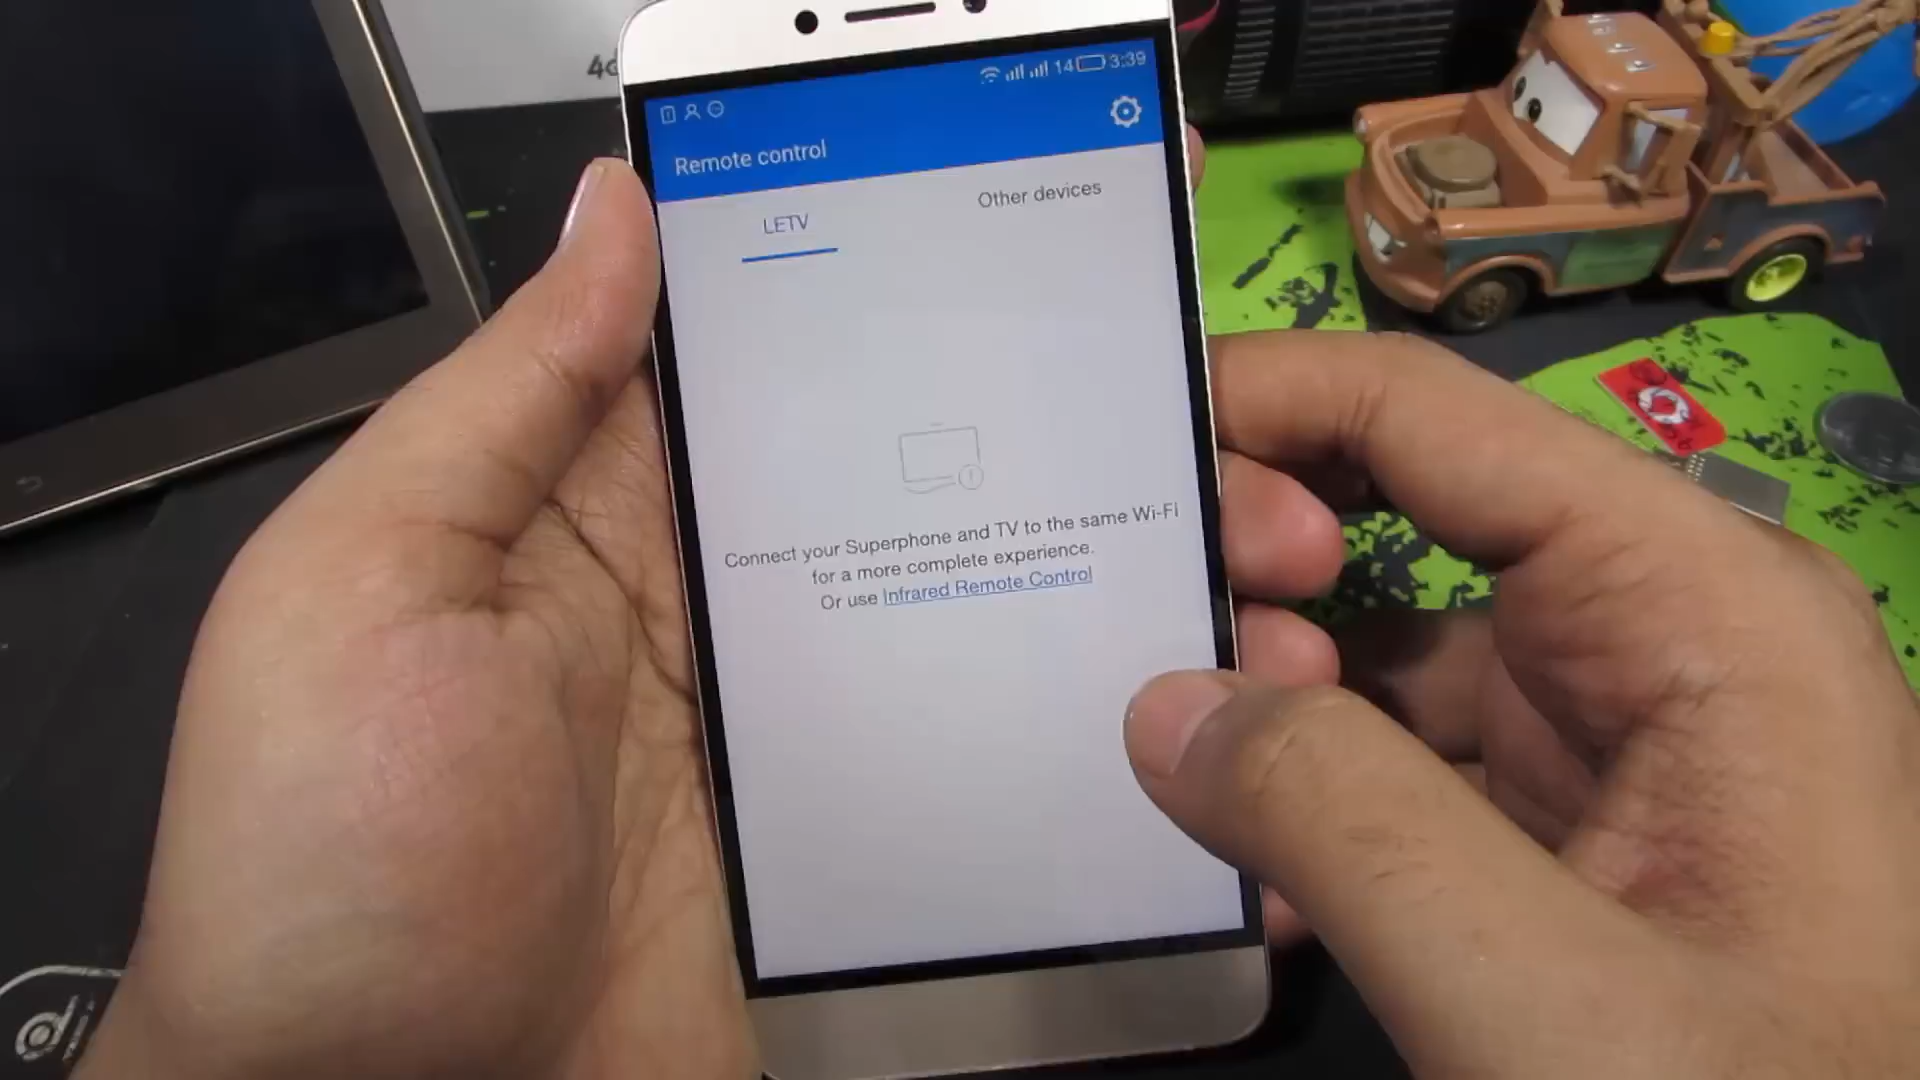 4G
14 3:39
Remote control
LETV
Other devices
Connect your Superphone and TV to the same Wi-Fi
for a more complete experience.
Or use Infrared Remote Control